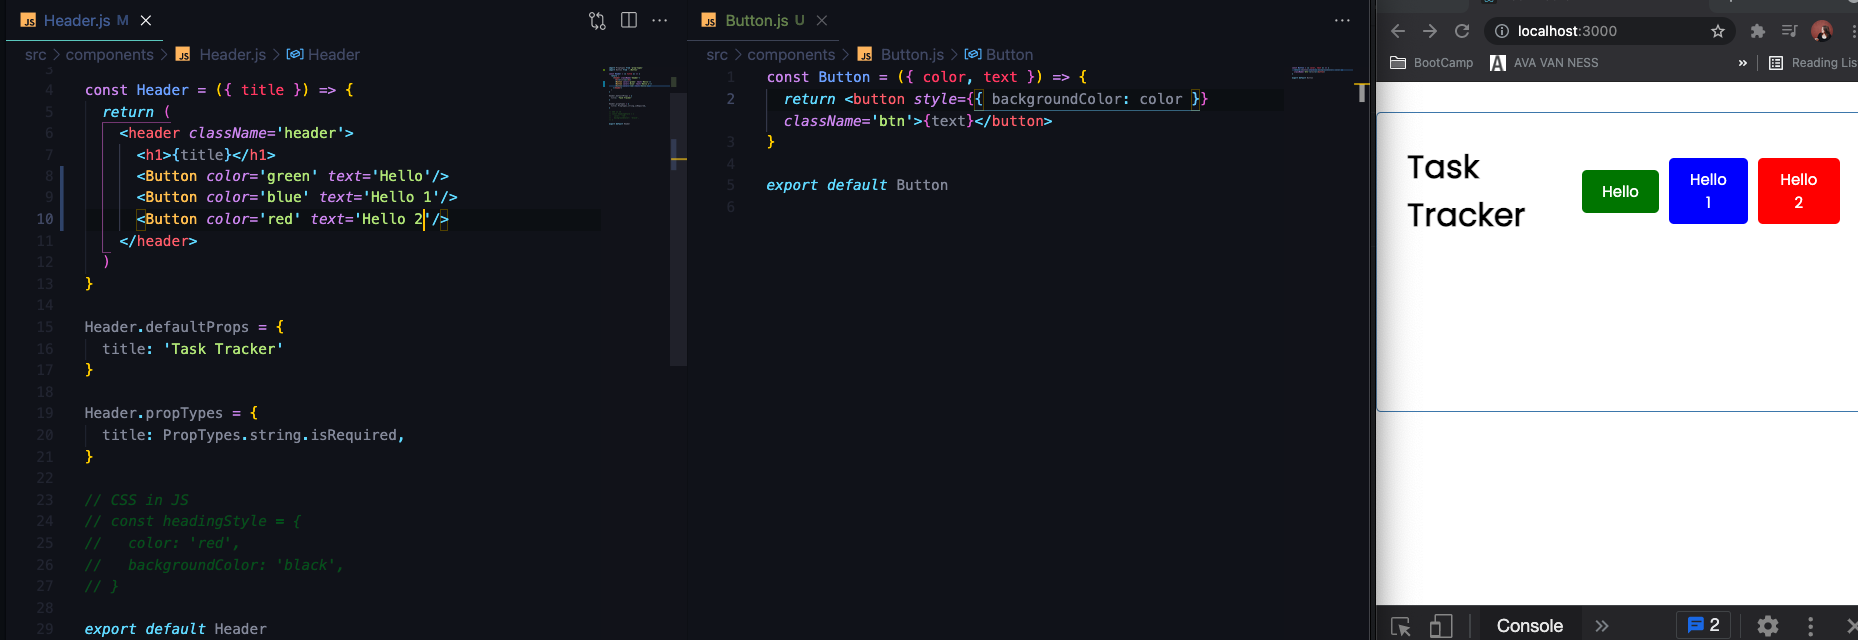 JS Header.js M
src > components > JS Header.js > Header
3
4 const Header = ({ title }) => {
5 return (
6 <header className='header'>
7 <h1>{title}</h1>
8 <Button color='green' text='Hello'/>
9 <Button color='blue' text='Hello 1'/>
10 <Button color='red' text='Hello 2'/>
11 </header>
12 )
13 }
14
15 Header.defaultProps = {
16 title: 'Task Tracker'
17 }
18
19 Header.propTypes = {
20 title: PropTypes.string.isRequired,
21 }
22
23 // CSS in JS
24 // const headingStyle = {
25 //   color: 'red',
26 //   backgroundColor: 'black',
27 // }
28
29 export default Header
JS Button.js U
src > components > JS Button.js > Button
1 const Button = ({ color, text }) => {
2 return <button style={{ backgroundColor: color }}
className='btn'>{text}</button>
3 }
4
5 export default Button
6
localhost:3000
BootCamp
A AVA VAN NESS
»
Reading Lis
Task
Tracker
Hello
Hello
1
Hello
2
Console
2